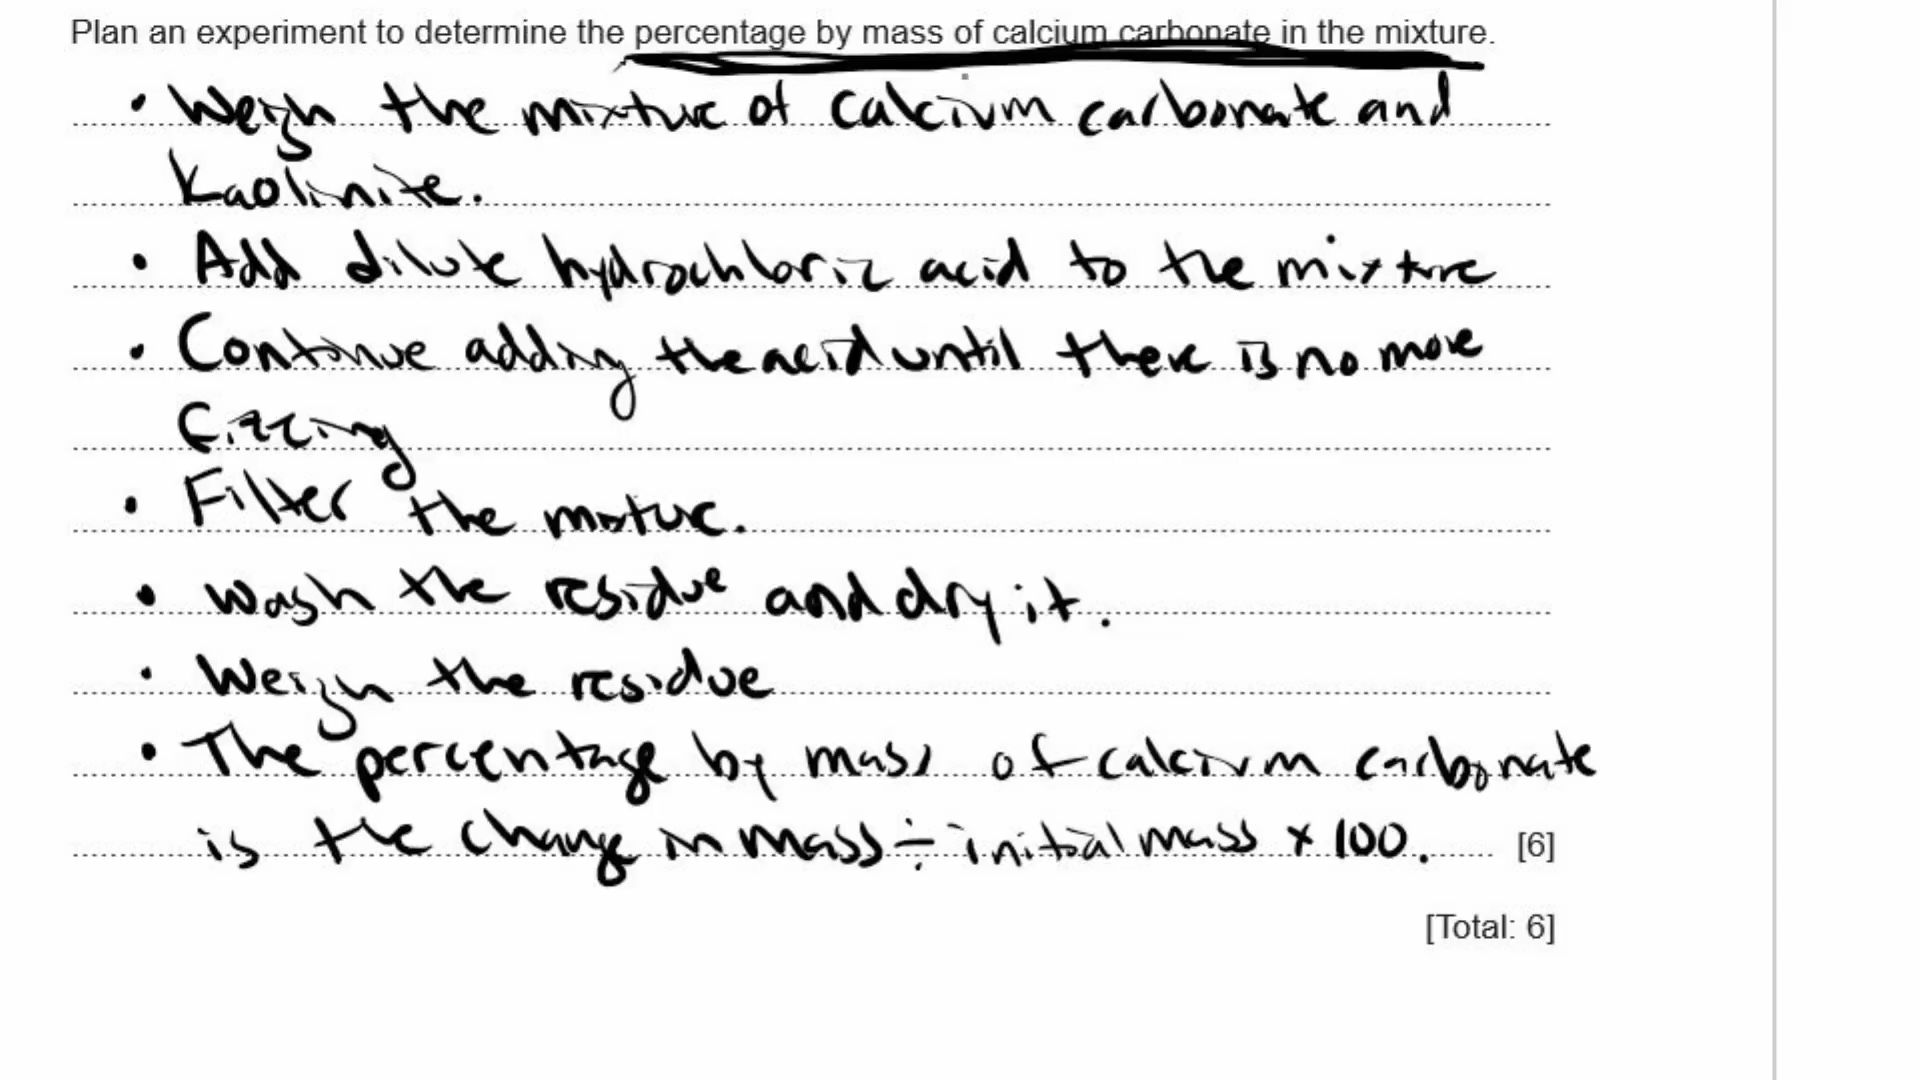 Plan an experiment to determine the percentage by mass of calcium carbonate in the mixture.
• Weigh the mixture of calcium carbonate and
Kaolinite.
• Add dilute hydrochloric acid to the mixture
• Continue adding the acid until there is no more
fizzing
• Filter the mixture.
• Wash the residue and dry it.
• Weigh the residue
• The percentage by mass of calcium carbonate
is the change in mass ÷ initial mass × 100. [6]
[Total: 6]